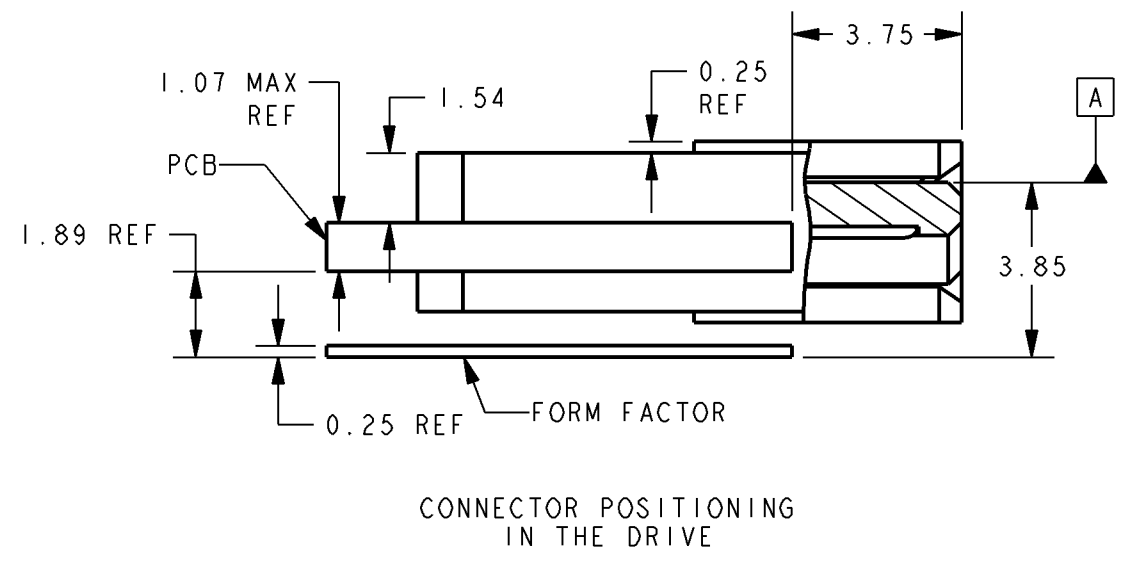 3.75
1.07 MAX
REF
1.54
0.25
REF
A
PCB
1.89 REF
3.85
0.25 REF
FORM FACTOR
CONNECTOR POSITIONING
IN THE DRIVE